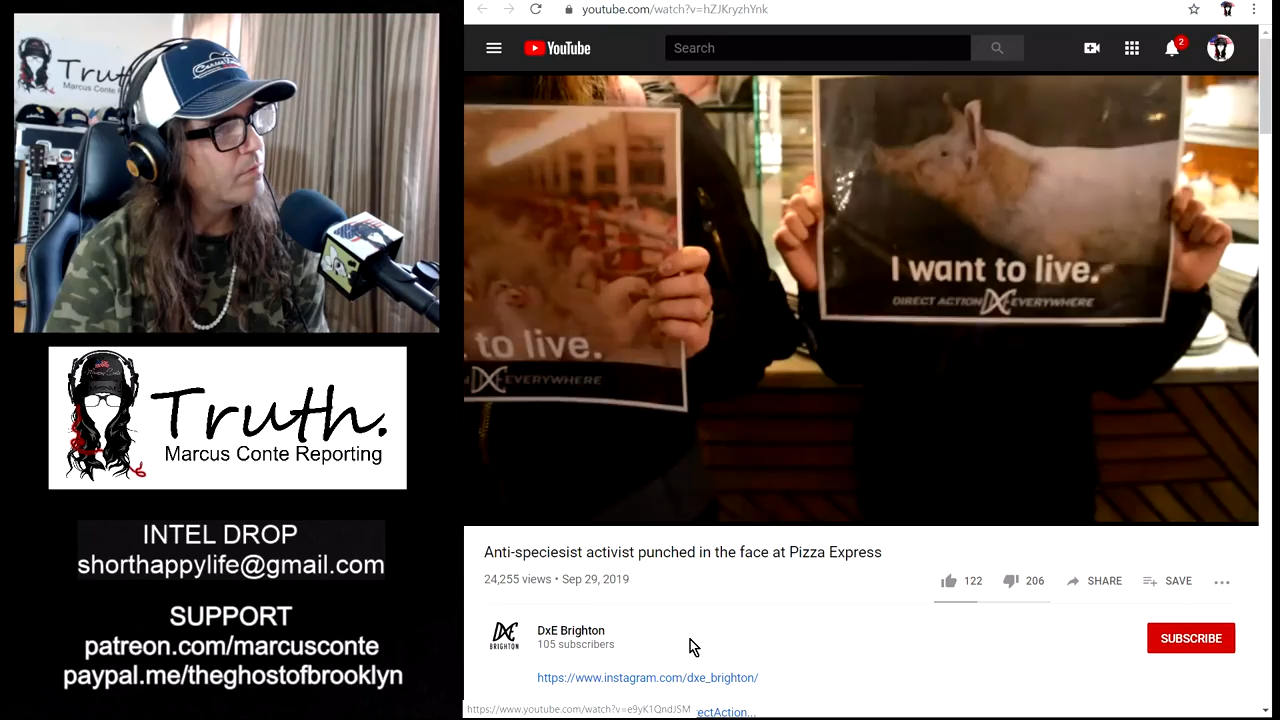 Truth.
Marcus Conte Reporting
Truth.
Marcus Conte Reporting
INTEL DROP
shorthappylife@gmail.com
SUPPORT
patreon.com/marcusconte
paypal.me/theghostofbrooklyn
youtube.com/watch?v=hZJKryzhYnk
YouTube
Search
2
to live.
EVERYWHERE
I want to live.
DIRECT ACTION DXE EVERYWHERE
Anti-speciesist activist punched in the face at Pizza Express
24,255 views • Sep 29, 2019
122
206
SHARE
SAVE
DXE
BRIGHTON
DxE Brighton
105 subscribers
SUBSCRIBE
https://www.instagram.com/dxe_brighton/
ectAction...
https://www.youtube.com/watch?v=e9yK1QndJSM